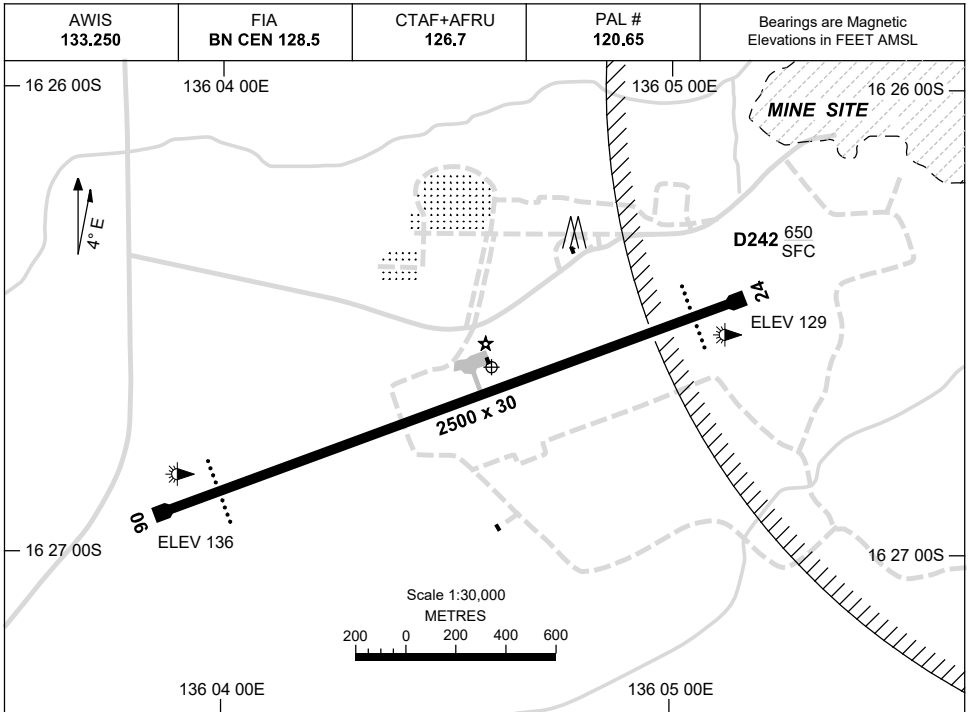 AWIS
133.250
FIA
BN CEN 128.5
CTAF+AFRU
126.7
PAL #
120.65
Bearings are Magnetic
Elevations in FEET AMSL
16 26 00S
136 04 00E
136 05 00E
16 26 00S
MINE SITE
4° E
D242 650
SFC
24
ELEV 129
2500 x 30
06
ELEV 136
16 27 00S
16 27 00S
Scale 1:30,000
METRES
200 0 200 400 600
136 04 00E
136 05 00E